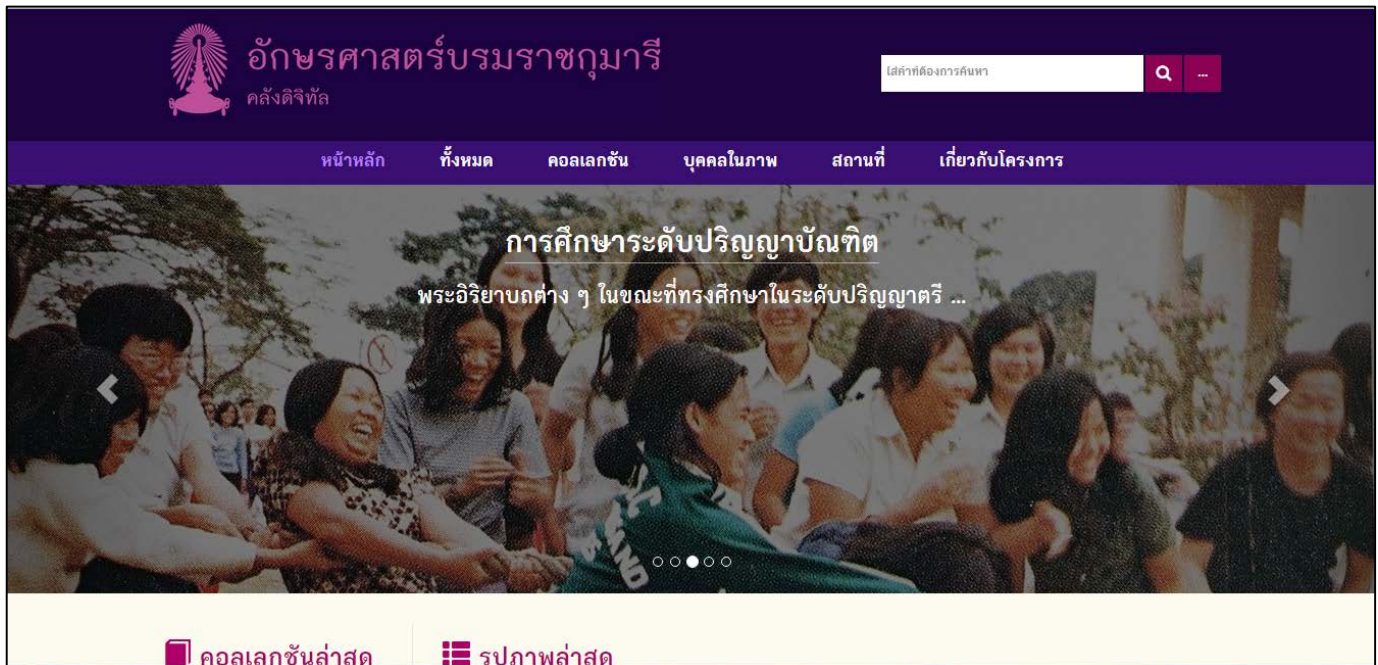 อักษรศาสตร์บรมราชกุมารี
คลังดิจิทัล
ใส่คำที่ต้องการค้นหา
...
หน้าหลัก ทั้งหมด คอลเลกชัน บุคคลในภาพ สถานที่ เกี่ยวกับโครงการ
การศึกษาระดับปริญญาบัณฑิต
พระอิริยาบถต่าง ๆ ในขณะที่ทรงศึกษาในระดับปริญญาตรี ...
คอลเลกชันล่าสุด รูปภาพล่าสุด